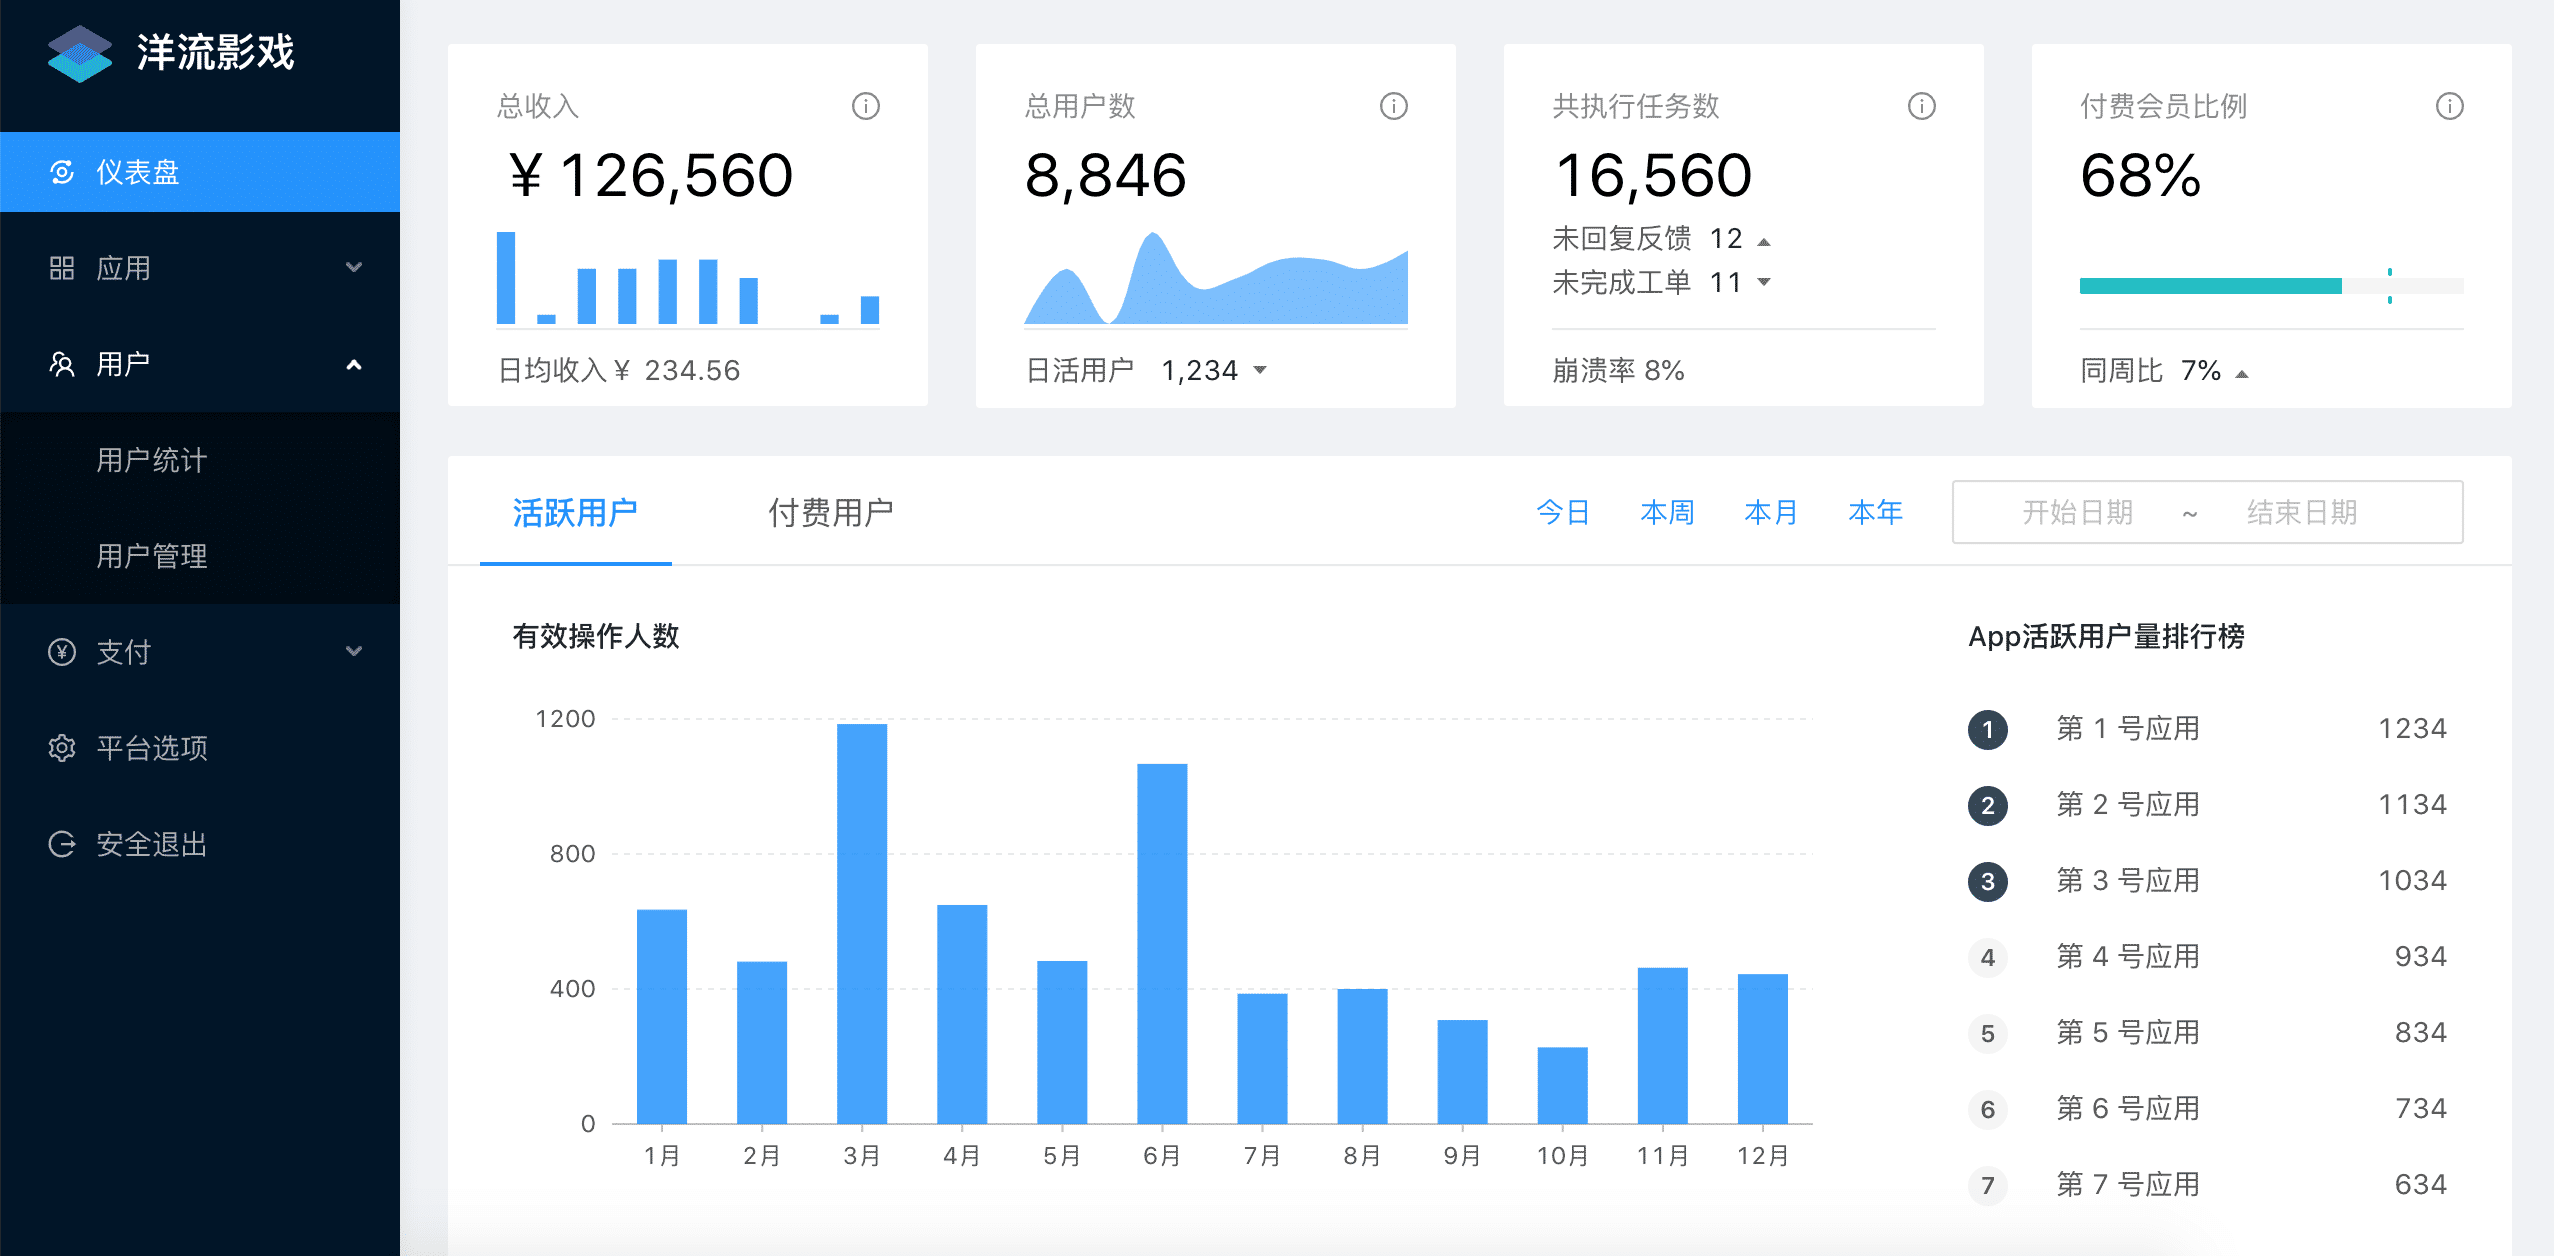 洋流影戏
仪表盘
应用
用户
用户统计
用户管理
支付
平台选项
安全退出
总收入
¥ 126,560
日均收入 ¥ 234.56
总用户数
8,846
日活用户 1,234
共执行任务数
16,560
未回复反馈 12
未完成工单 11
崩溃率 8%
付费会员比例
68%
同周比 7%
活跃用户 付费用户 今日 本周 本月 本年 开始日期 ~ 结束日期
有效操作人数
1200
800
400
0
1月 2月 3月 4月 5月 6月 7月 8月 9月 10月 11月 12月
App活跃用户量排行榜
1 第 1 号应用 1234
2 第 2 号应用 1134
3 第 3 号应用 1034
4 第 4 号应用 934
5 第 5 号应用 834
6 第 6 号应用 734
7 第 7 号应用 634